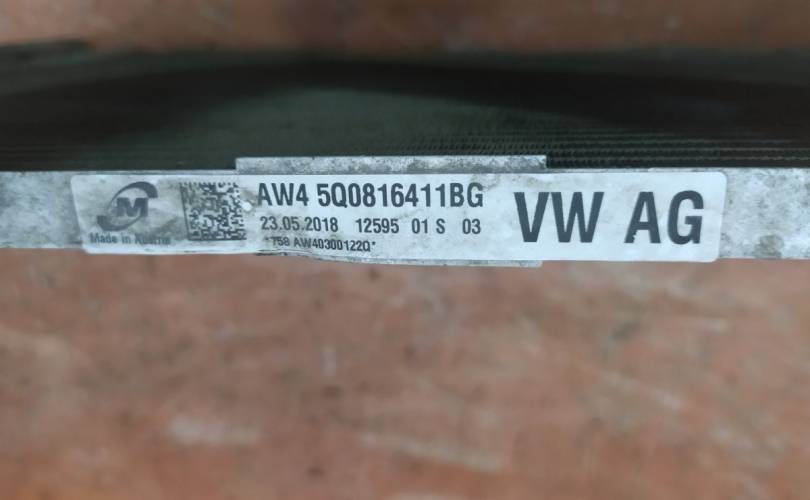 M
Made in Austria
AW4 5Q0816411BG
23.05.2018 12595 01 S 03
*758 AW403001220*
VW AG